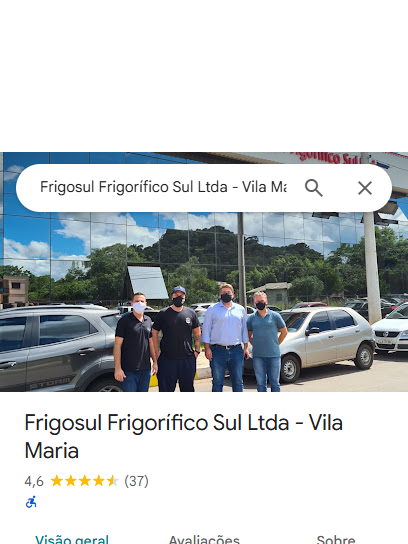 Frigorífico Sul
Frigosul Frigorífico Sul Ltda - Vila Ma
STORM
Frigosul Frigorífico Sul Ltda - Vila
Maria
4,6 (37)
Visão geral Avaliações Sobre